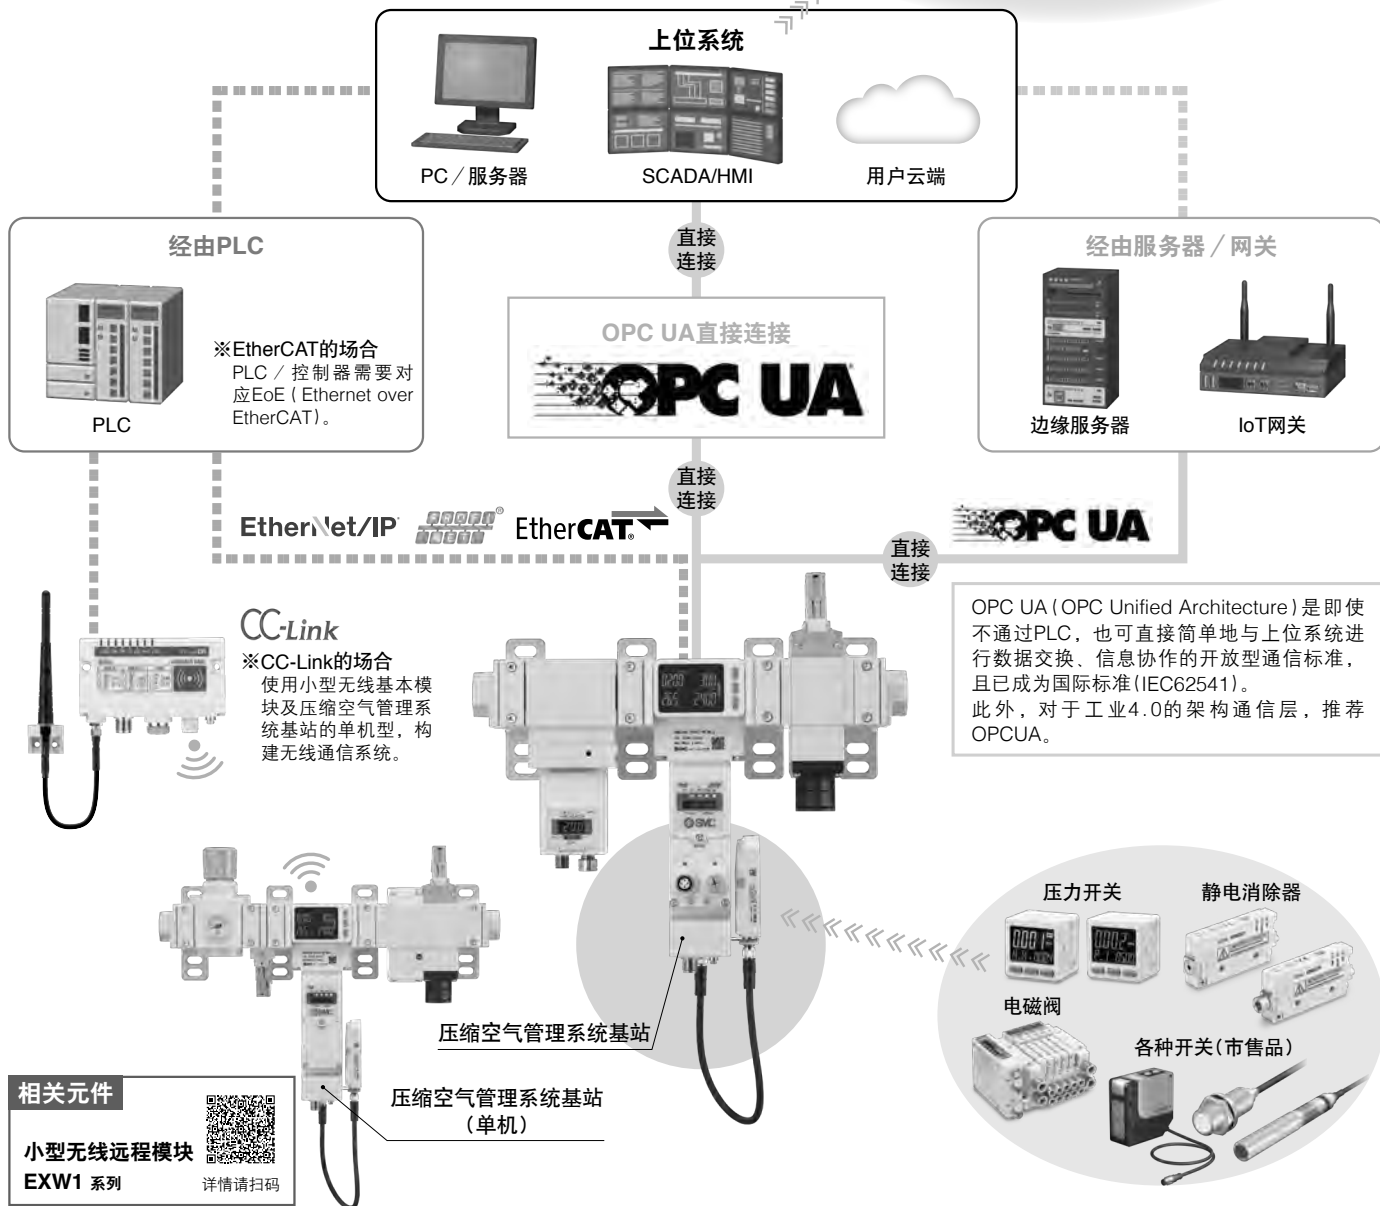 上位系统
PC／服务器
SCADA/HMI
用户云端
直接
连接
经由PLC
※EtherCAT的场合
PLC / 控制器需要对
应EoE（Ethernet over
EtherCAT）。
PLC
OPC UA直接连接
OPC UA
经由服务器／网关
边缘服务器
IoT网关
直接
连接
EtherNet/IP
PROFI
NET
EtherCAT®
OPC UA
直接
连接
CC-Link
※CC-Link的场合
使用小型无线基本模
块及压缩空气管理系
统基站的单机型，构
建无线通信系统。
OPC UA（OPC Unified Architecture）是即使
不通过PLC，也可直接简单地与上位系统进
行数据交换、信息协作的开放型通信标准，
且已成为国际标准（IEC62541）。
此外，对于工业4.0的架构通信层，推荐
OPCUA。
SMC
压力开关
静电消除器
电磁阀
各种开关（市售品）
压缩空气管理系统基站
压缩空气管理系统基站
（单机）
相关元件
小型无线远程模块
EXW1 系列
详情请扫码